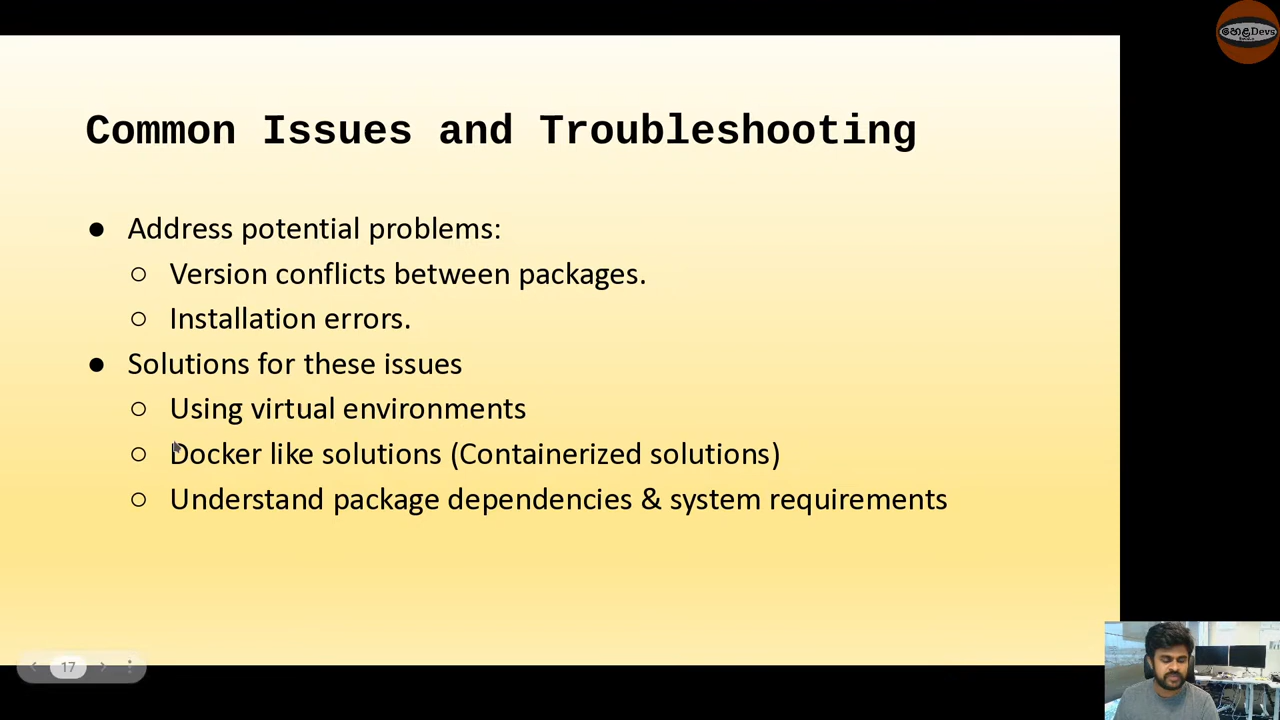 හෙළDevs
Common Issues and Troubleshooting
● Address potential problems:
○ Version conflicts between packages.
○ Installation errors.
● Solutions for these issues
○ Using virtual environments
○ Docker like solutions (Containerized solutions)
○ Understand package dependencies & system requirements
17